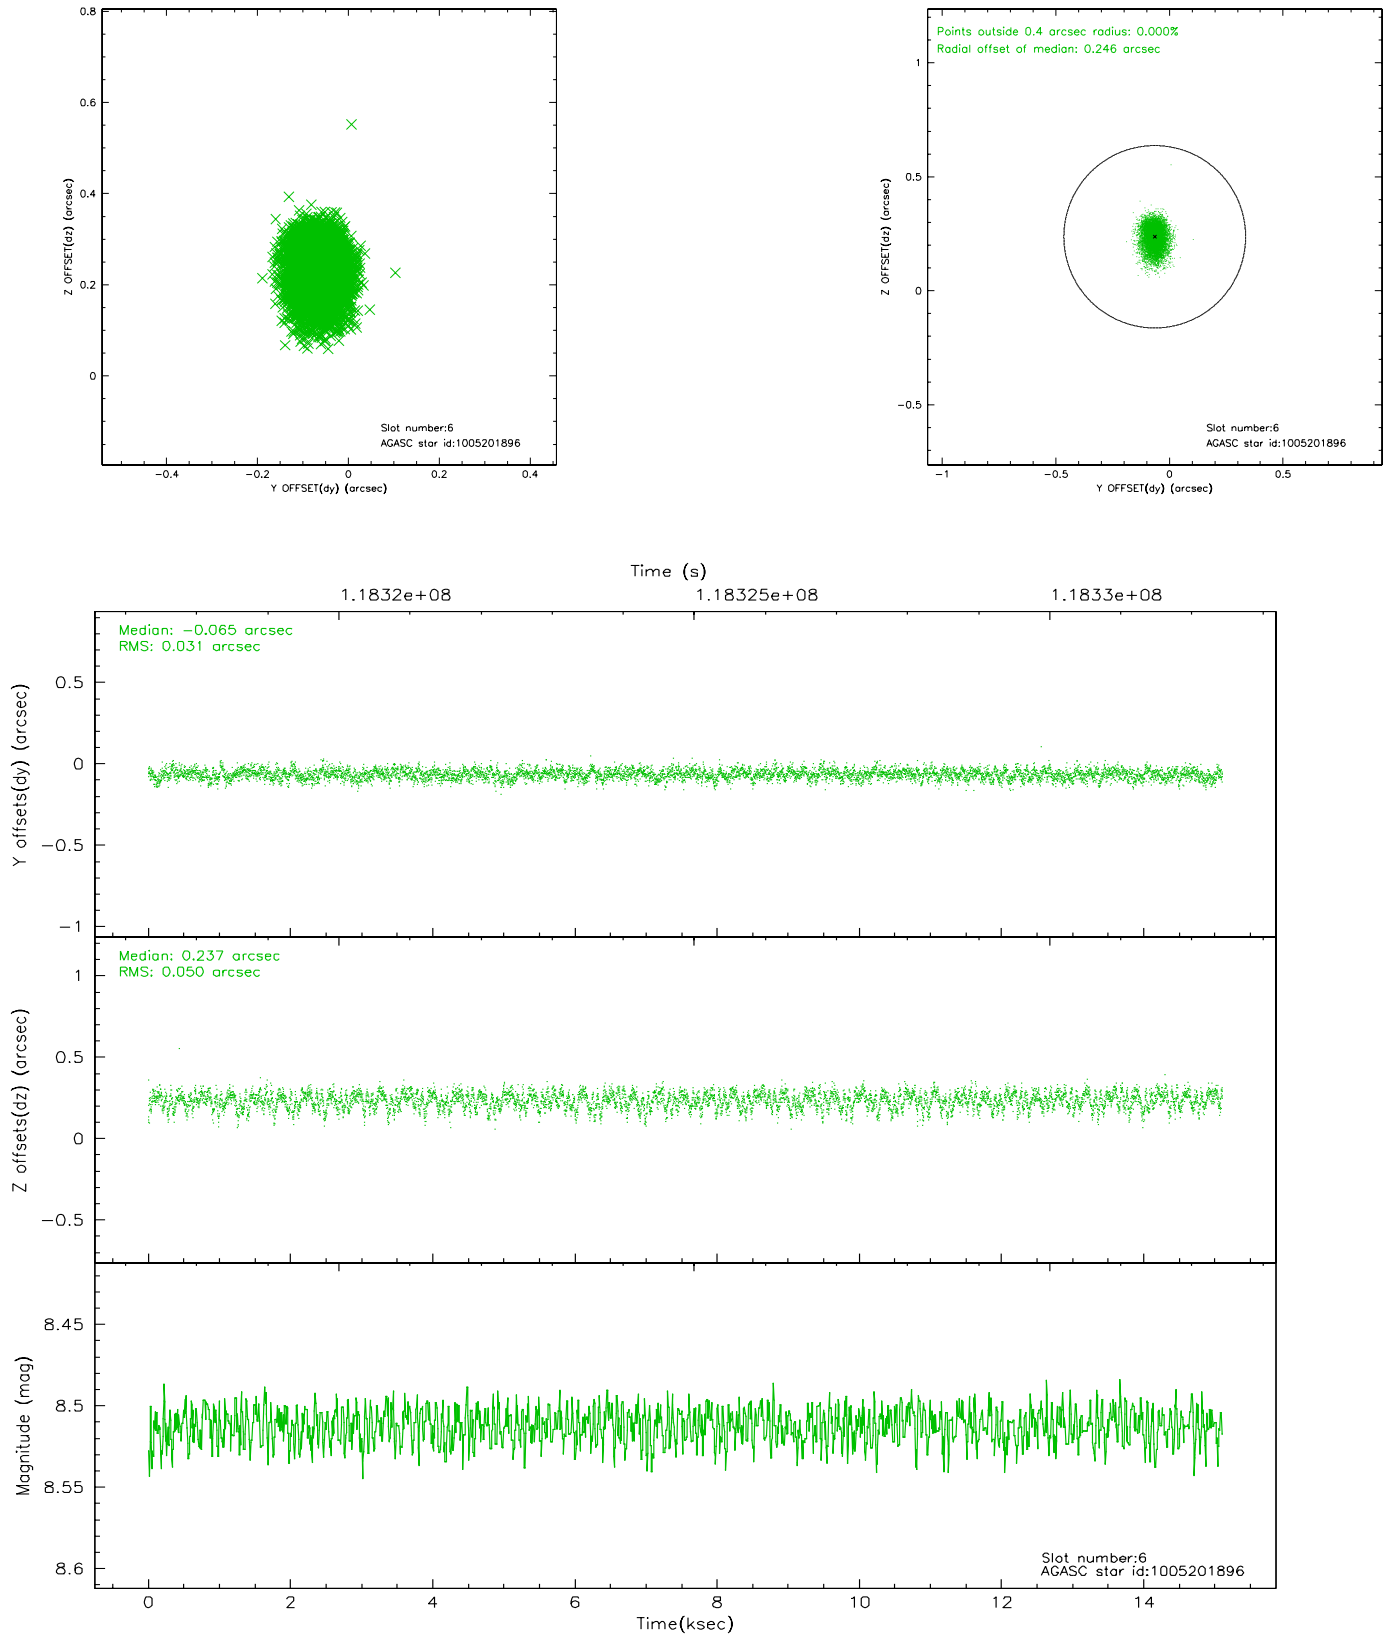 0.8
0.6
0.4
0.2
0
Z OFFSET(dz) (arcsec)
Slot number:6
AGASC star id:1005201896
−0.4 −0.2 0 0.2 0.4
Y OFFSET(dy) (arcsec)
Points outside 0.4 arcsec radius: 0.000%
Radial offset of median: 0.246 arcsec
1
0.5
0
−0.5
Z OFFSET(dz) (arcsec)
Slot number:6
AGASC star id:1005201896
−1 −0.5 0 0.5
Y OFFSET(dy) (arcsec)
Time (s)
1.1832e+08 1.18325e+08 1.1833e+08
Median: −0.065 arcsec
RMS: 0.031 arcsec
0.5
0
−0.5
−1
Y offsets(dy) (arcsec)
Median: 0.237 arcsec
RMS: 0.050 arcsec
1
0.5
0
−0.5
Z offsets(dz) (arcsec)
8.45
8.5
8.55
8.6
Magnitude (mag)
Slot number:6
AGASC star id:1005201896
0 2 4 6 8 10 12 14
Time(ksec)